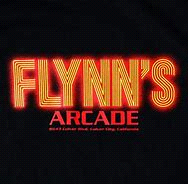 FLYNN'S
ARCADE
Culver Blvd. Culver City, California